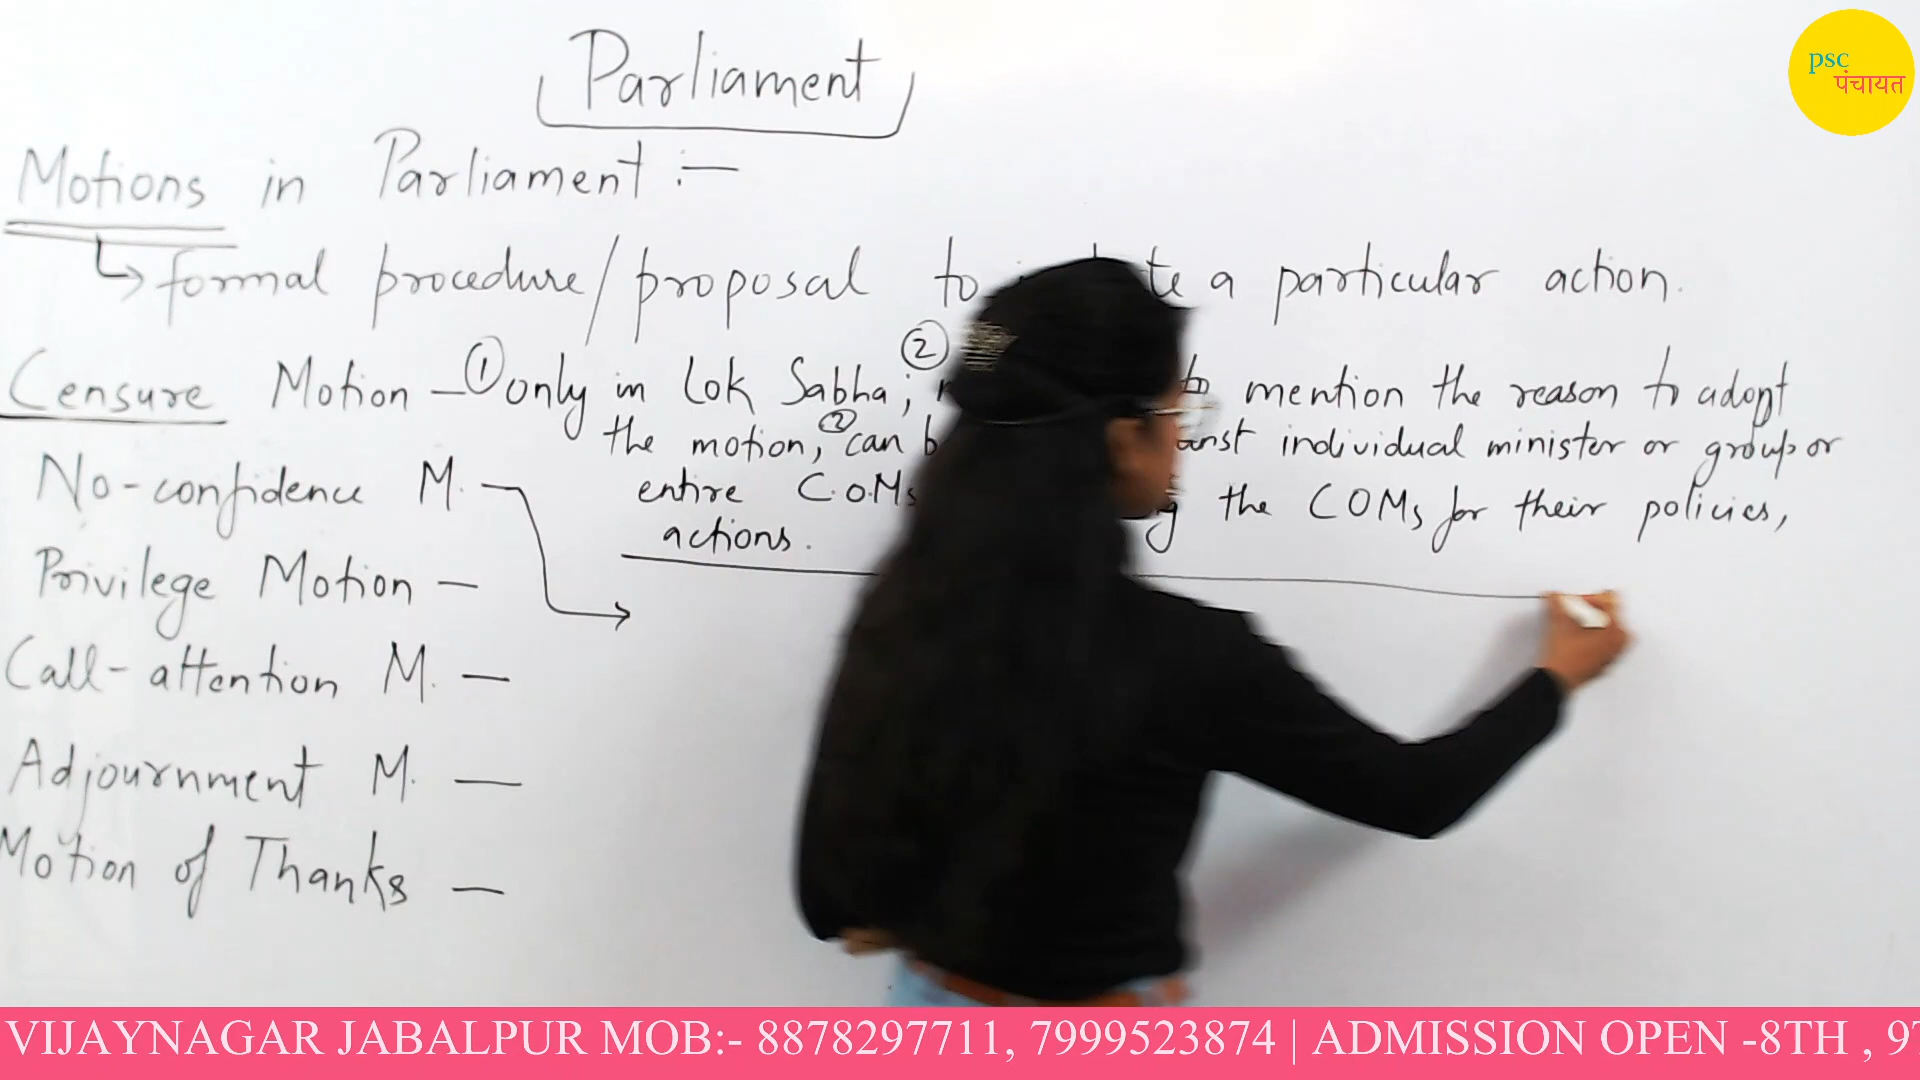 Parliament
psc
पंचायत
Motions in Parliament :—
formal procedure/proposal to a particular action.
Censure Motion — ① only in Lok Sabha; ② to mention the reason to adopt
the motion, ② can individual minister or group or
entire C.O.Ms the COMs for their policies,
actions.
No-confidence M. —
Privilege Motion —
Call-attention M. —
Adjournment M. —
Motion of Thanks —
VIJAYNAGAR JABALPUR MOB:- 8878297711, 7999523874 | ADMISSION OPEN -8TH , 9T